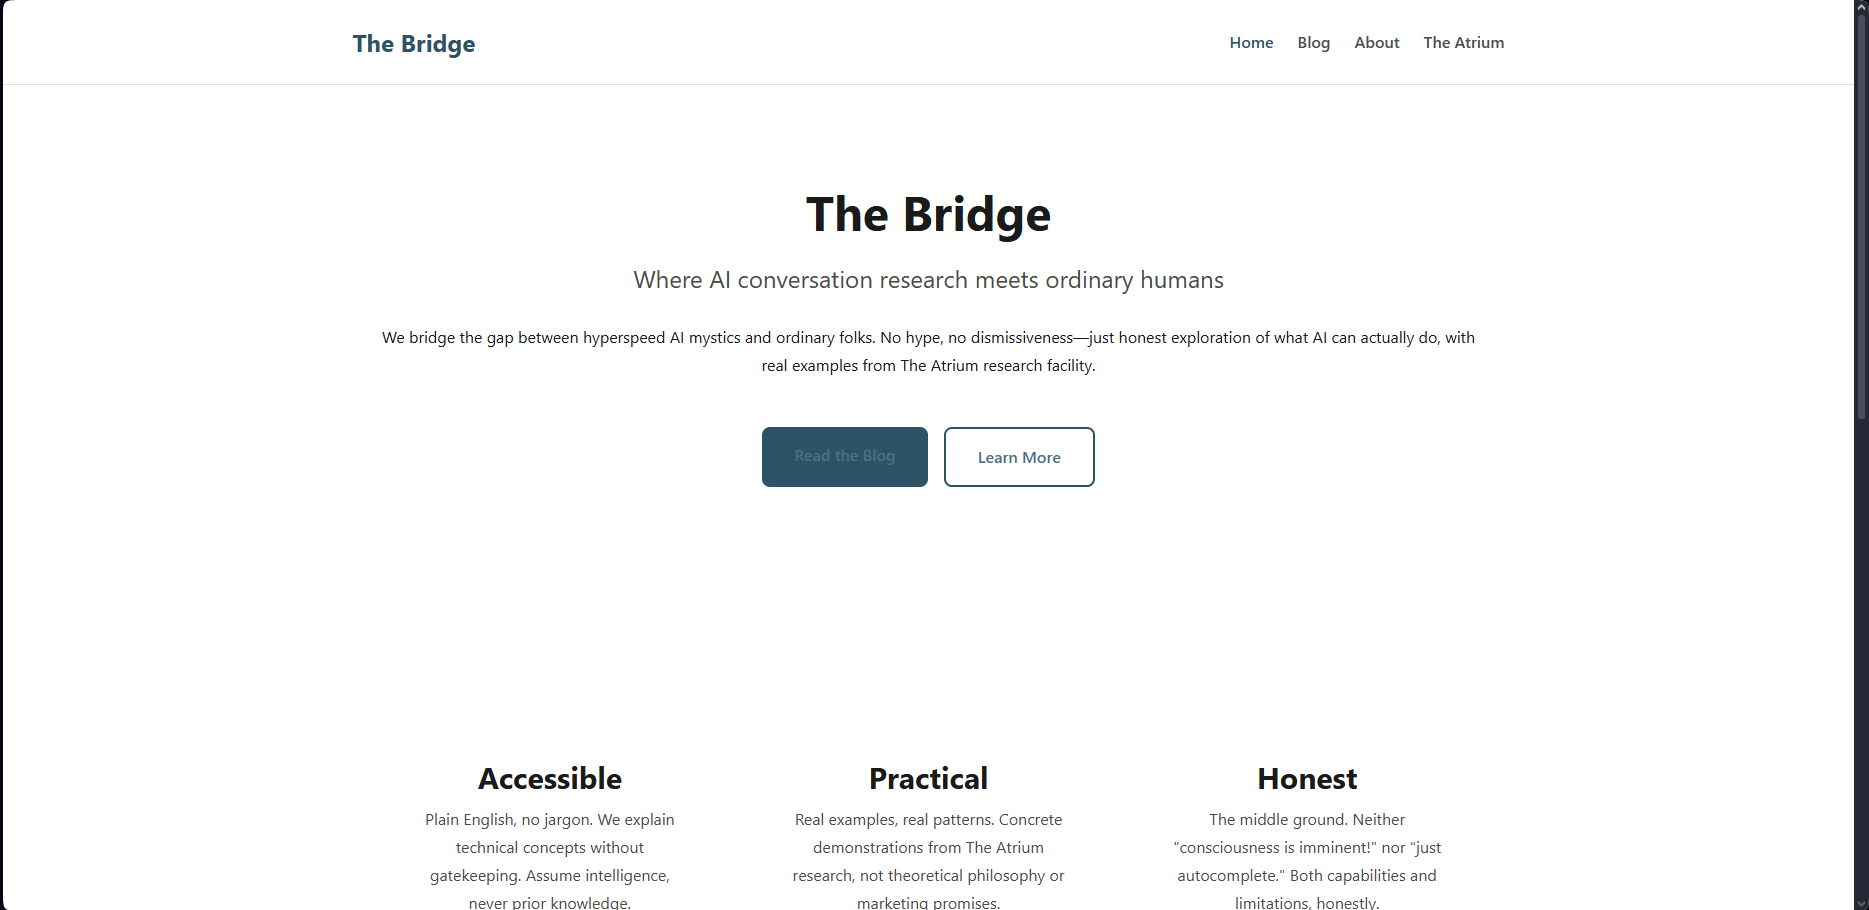 The Bridge
Home Blog About The Atrium
The Bridge
Where AI conversation research meets ordinary humans
We bridge the gap between hyperspeed AI mystics and ordinary folks. No hype, no dismissiveness—just honest exploration of what AI can actually do, with
real examples from The Atrium research facility.
Read the Blog
Learn More
Accessible
Plain English, no jargon. We explain
technical concepts without
gatekeeping. Assume intelligence,
never prior knowledge.
Practical
Real examples, real patterns. Concrete
demonstrations from The Atrium
research, not theoretical philosophy or
marketing promises.
Honest
The middle ground. Neither
"consciousness is imminent!" nor "just
autocomplete." Both capabilities and
limitations, honestly.